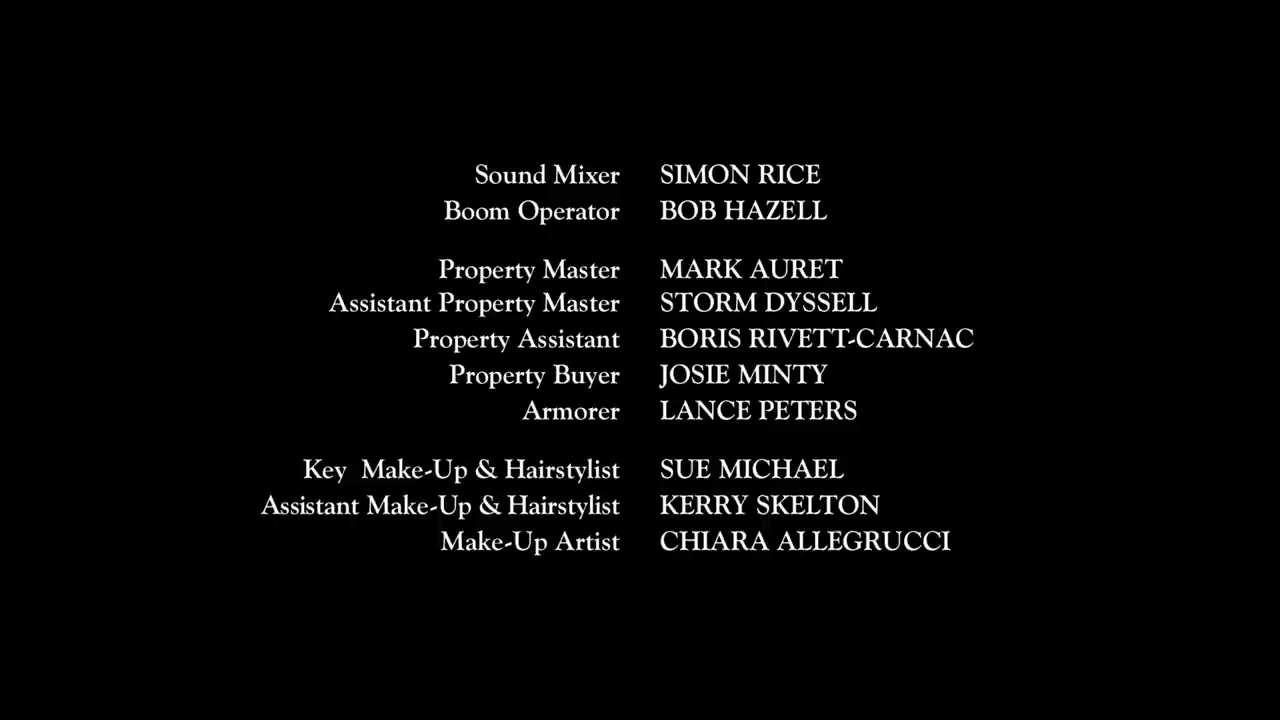 Sound Mixer SIMON RICE
Boom Operator BOB HAZELL
Property Master MARK AURET
Assistant Property Master STORM DYSSELL
Property Assistant BORIS RIVETT-CARNAC
Property Buyer JOSIE MINTY
Armorer LANCE PETERS
Key Make-Up & Hairstylist SUE MICHAEL
Assistant Make-Up & Hairstylist KERRY SKELTON
Make-Up Artist CHIARA ALLEGRUCCI